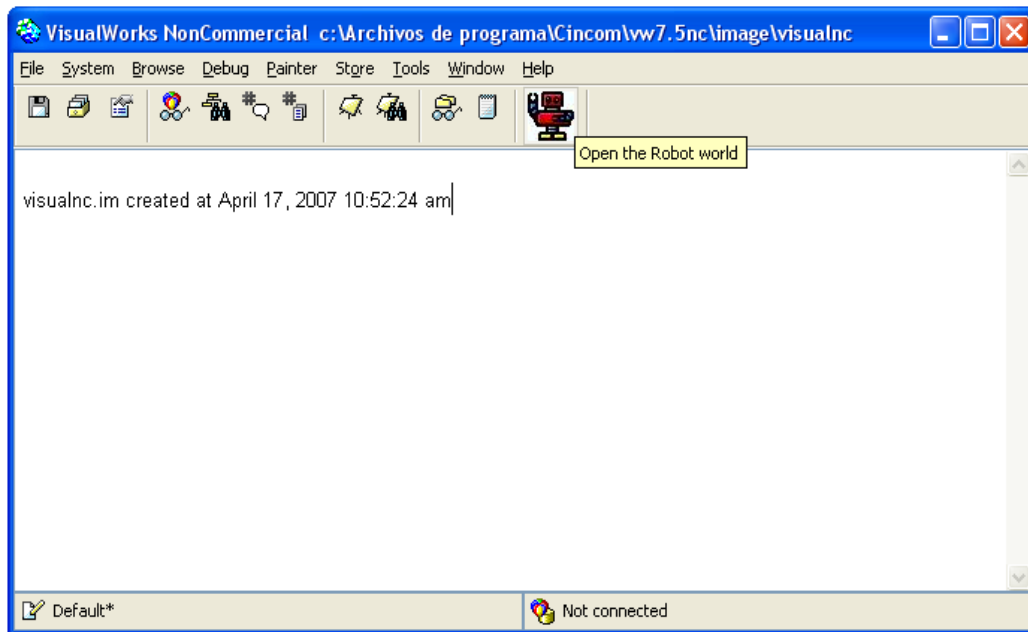 VisualWorks NonCommercial c:\Archivos de programa\Cincom\vw7.5nc\image\visualnc
File System Browse Debug Painter Store Tools Window Help
Open the Robot world
visualnc.im created at April 17, 2007 10:52:24 am
Default* Not connected